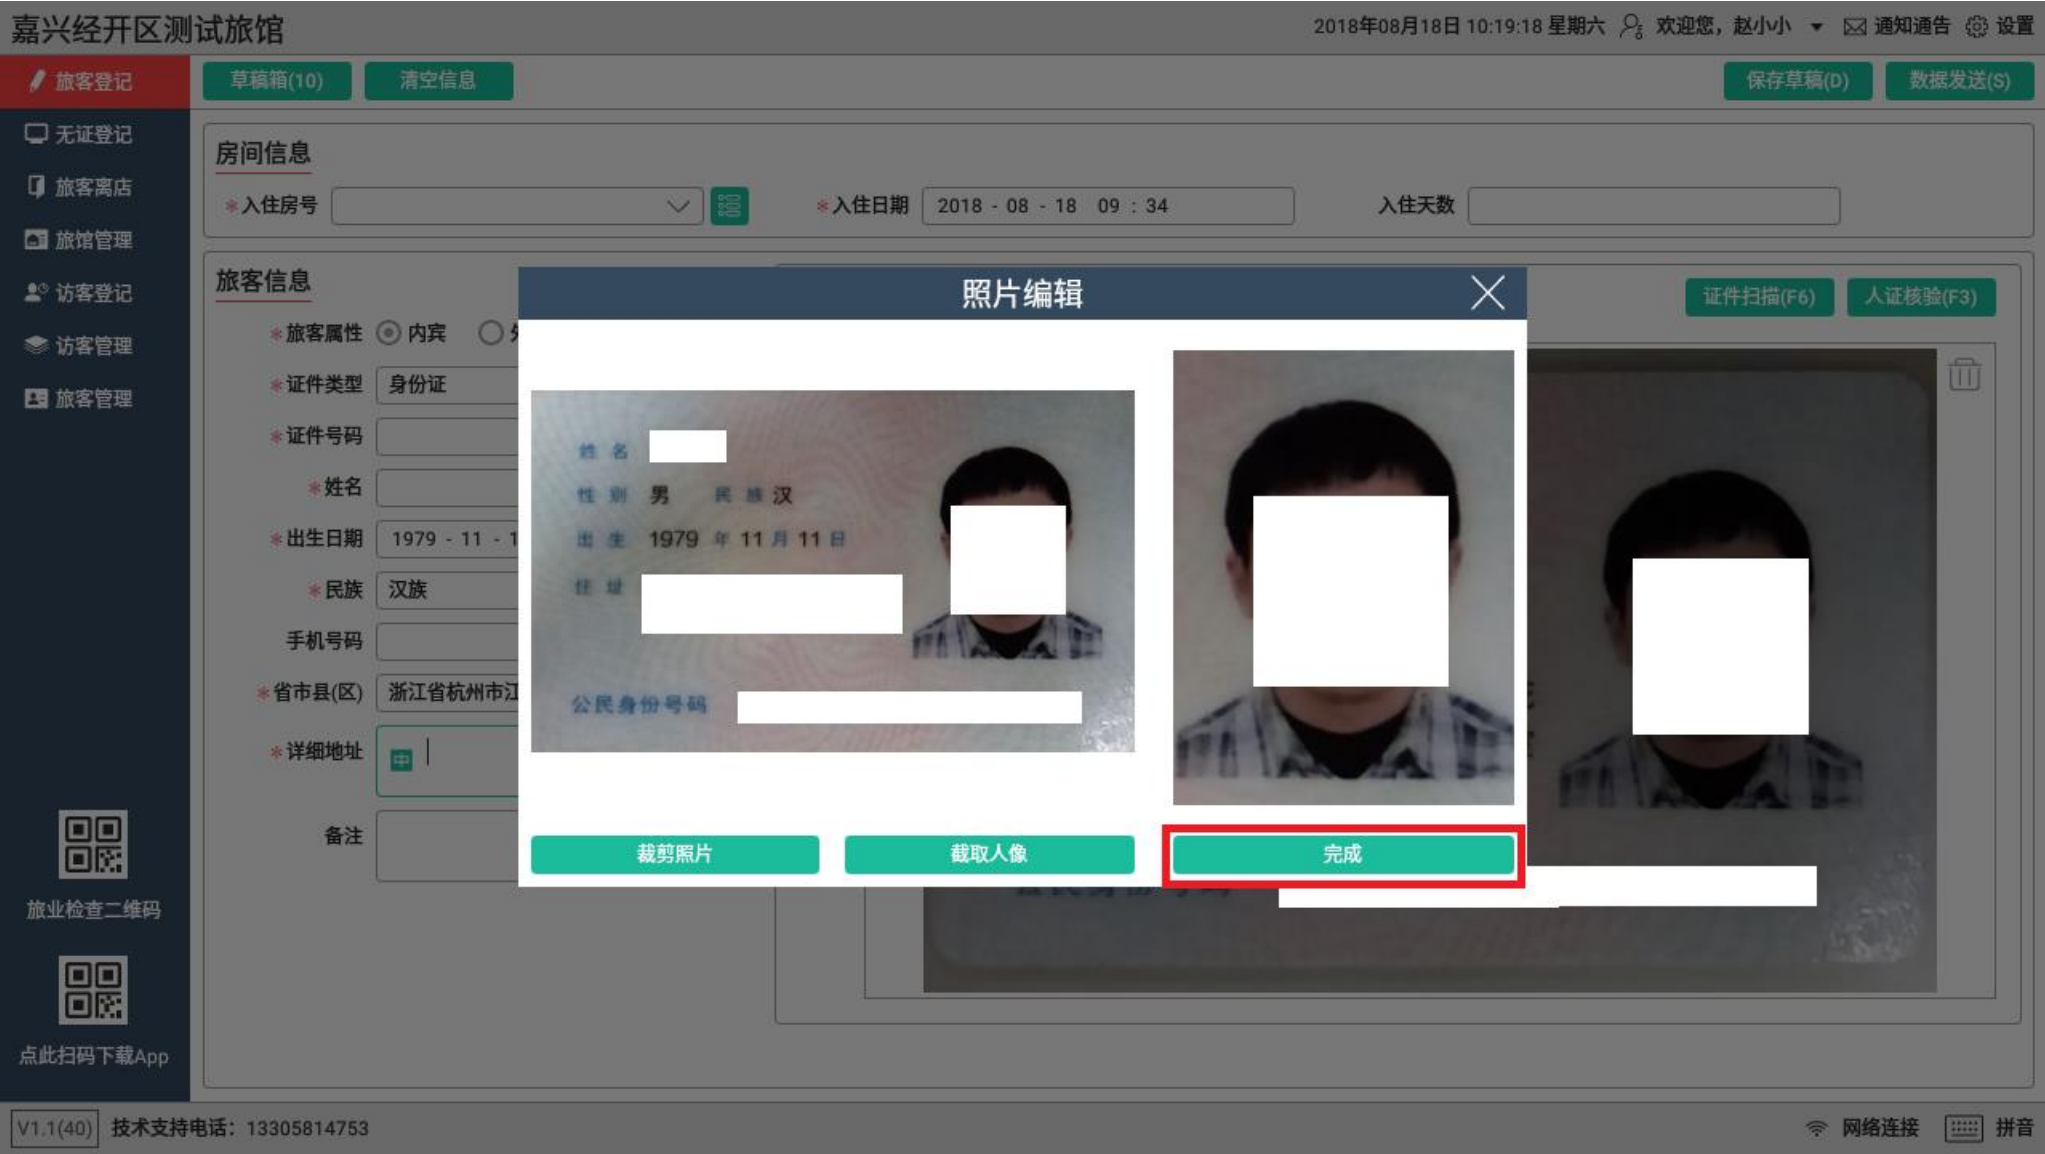 嘉兴经开区测试旅馆
2018年08月18日 10:19:18 星期六 欢迎您，赵小小 通知通告 设置
旅客登记
草稿箱(10) 清空信息 保存草稿(D) 数据发送(S)
无证登记
旅客离店
旅馆管理
访客登记
访客管理
旅客管理
房间信息
*入住房号 *入住日期 2018 - 08 - 18 09 : 34 入住天数
旅客信息
证件扫描(F6) 人证核验(F3)
*旅客属性 内宾
*证件类型 身份证
*证件号码
*姓名
*出生日期 1979 - 11 - 1
*民族 汉族
手机号码
*省市县(区) 浙江省杭州市江
*详细地址 中
备注
照片编辑
姓名
性别 男 民族 汉
出生 1979 年 11 月 11 日
住址
公民身份号码
裁剪照片 截取人像 完成
旅业检查二维码
点此扫码下载App
V1.1(40) 技术支持电话：13305814753
网络连接 拼音